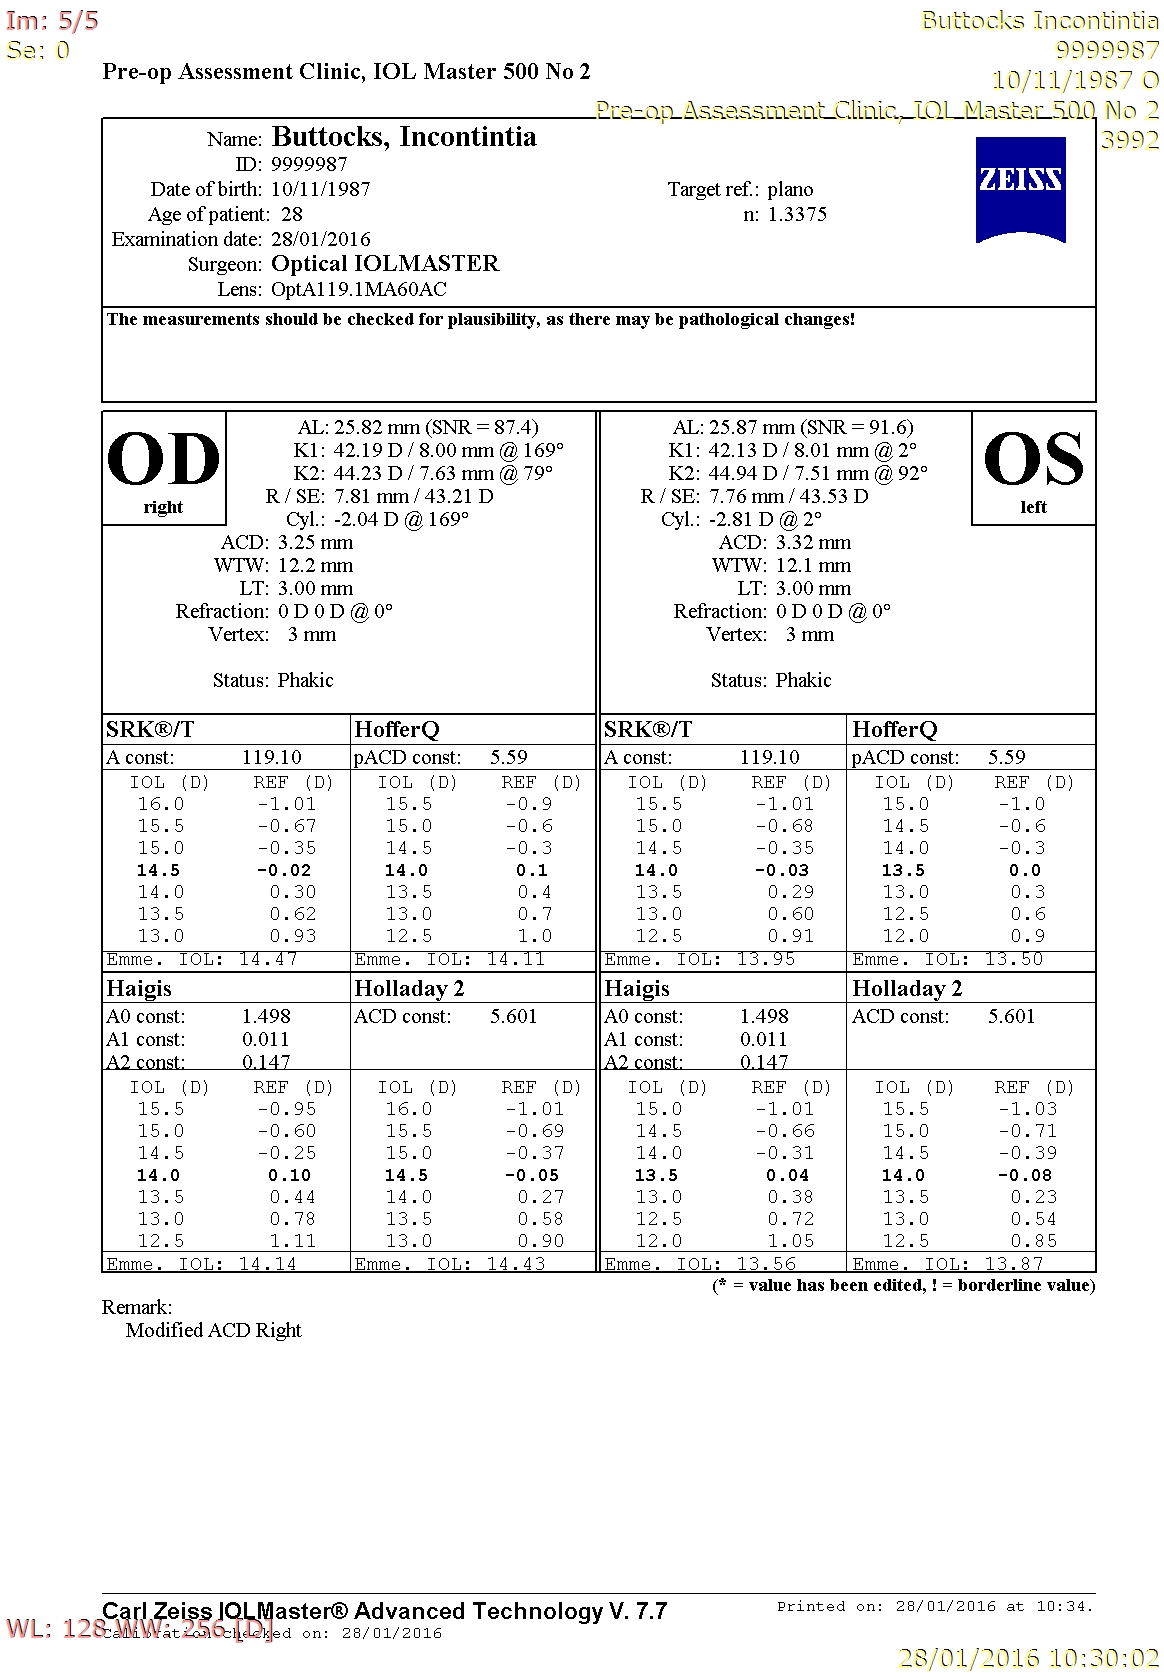 Im: 5/5
Buttocks Incontintia
Se: 0
9999987
Pre-op Assessment Clinic, IOL Master 500 No 2
10/11/1987 O
Pre-op Assessment Clinic, IOL Master 500 No 2
3992
Name: Buttocks, Incontintia
ID: 9999987
Date of birth: 10/11/1987
Target ref.: plano
Age of patient: 28
n: 1.3375
Examination date: 28/01/2016
Surgeon: Optical IOLMASTER
Lens: OptA119.1MA60AC
ZEISS
The measurements should be checked for plausibility, as there may be pathological changes!
OD
right
AL: 25.82 mm (SNR = 87.4)
K1: 42.19 D / 8.00 mm @ 169°
K2: 44.23 D / 7.63 mm @ 79°
R / SE: 7.81 mm / 43.21 D
Cyl.: -2.04 D @ 169°
ACD: 3.25 mm
WTW: 12.2 mm
LT: 3.00 mm
Refraction: 0 D 0 D @ 0°
Vertex: 3 mm
Status: Phakic
OS
left
AL: 25.87 mm (SNR = 91.6)
K1: 42.13 D / 8.01 mm @ 2°
K2: 44.94 D / 7.51 mm @ 92°
R / SE: 7.76 mm / 43.53 D
Cyl.: -2.81 D @ 2°
ACD: 3.32 mm
WTW: 12.1 mm
LT: 3.00 mm
Refraction: 0 D 0 D @ 0°
Vertex: 3 mm
Status: Phakic
SRK®/T HofferQ SRK®/T HofferQ
A const: 119.10 pACD const: 5.59 A const: 119.10 pACD const: 5.59
IOL (D) REF (D) IOL (D) REF (D) IOL (D) REF (D) IOL (D) REF (D)
16.0 -1.01 15.5 -0.9 15.5 -1.01 15.0 -1.0
15.5 -0.67 15.0 -0.6 15.0 -0.68 14.5 -0.6
15.0 -0.35 14.5 -0.3 14.5 -0.35 14.0 -0.3
14.5 -0.02 14.0 0.1 14.0 -0.03 13.5 0.0
14.0 0.30 13.5 0.4 13.5 0.29 13.0 0.3
13.5 0.62 13.0 0.7 13.0 0.60 12.5 0.6
13.0 0.93 12.5 1.0 12.5 0.91 12.0 0.9
Emme. IOL: 14.47 Emme. IOL: 14.11 Emme. IOL: 13.95 Emme. IOL: 13.50
Haigis Holladay 2 Haigis Holladay 2
A0 const: 1.498 ACD const: 5.601 A0 const: 1.498 ACD const: 5.601
A1 const: 0.011 A1 const: 0.011
A2 const: 0.147 A2 const: 0.147
IOL (D) REF (D) IOL (D) REF (D) IOL (D) REF (D) IOL (D) REF (D)
15.5 -0.95 16.0 -1.01 15.0 -1.01 15.5 -1.03
15.0 -0.60 15.5 -0.69 14.5 -0.66 15.0 -0.71
14.5 -0.25 15.0 -0.37 14.0 -0.31 14.5 -0.39
14.0 0.10 14.5 -0.05 13.5 0.04 14.0 -0.08
13.5 0.44 14.0 0.27 13.0 0.38 13.5 0.23
13.0 0.78 13.5 0.58 12.5 0.72 13.0 0.54
12.5 1.11 13.0 0.90 12.0 1.05 12.5 0.85
Emme. IOL: 14.14 Emme. IOL: 14.43 Emme. IOL: 13.56 Emme. IOL: 13.87
(* = value has been edited, ! = borderline value)
Remark:
Modified ACD Right
Carl Zeiss IOLMaster® Advanced Technology V. 7.7
Printed on: 28/01/2016 at 10:34.
WL: 128 WW: 256 [D]
Calibration checked on: 28/01/2016
28/01/2016 10:30:02